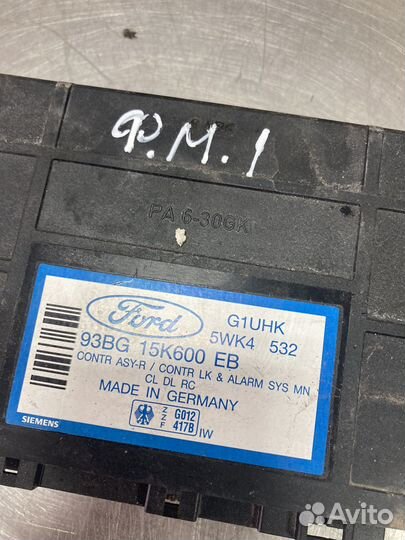 Ф.М.1
PA 6-30GK
Ford
G1UHK
5WK4 532
93BG 15K600 EB
CONTR ASY-R / CONTR LK & ALARM SYS MN
CL DL RC
MADE IN GERMANY
SIEMENS
Z
Z
F
G012
417B
IW
Avito